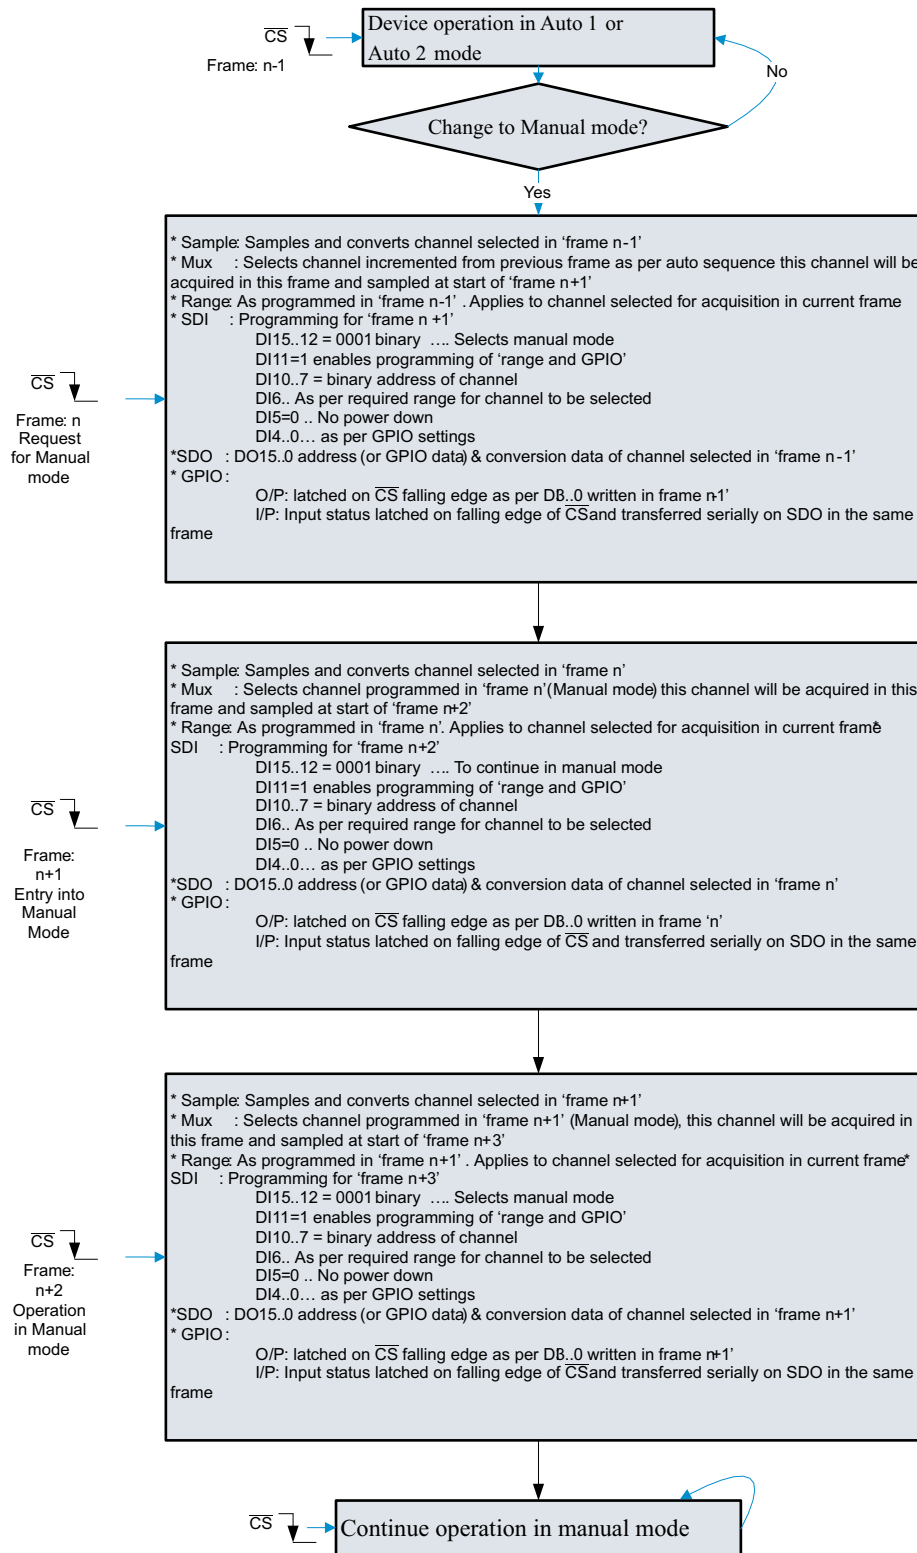 CS
Frame: n-1
Device operation in Auto 1 or
Auto 2 mode
No
Change to Manual mode?
Yes
CS
Frame: n
Request
for Manual
mode
* Sample: Samples and converts channel selected in ‘frame n-1’
* Mux : Selects channel incremented from previous frame as per auto sequence this channel will be
acquired in this frame and sampled at start of ‘frame n+1’
* Range: As programmed in ‘frame n-1’ . Applies to channel selected for acquisition in current frame
* SDI : Programming for ‘frame n +1’
DI15..12 = 0001 binary …. Selects manual mode
DI11=1 enables programming of ‘range and GPIO’
DI10..7 = binary address of channel
DI6.. As per required range for channel to be selected
DI5=0 .. No power down
DI4..0… as per GPIO settings
*SDO : DO15..0 address (or GPIO data) & conversion data of channel selected in ‘frame n-1’
* GPIO :
O/P: latched on CS falling edge as per DB..0 written in frame n-1’
I/P: Input status latched on falling edge of CS and transferred serially on SDO in the same
frame
CS
Frame:
n+1
Entry into
Manual
Mode
* Sample: Samples and converts channel selected in ‘frame n’
* Mux : Selects channel programmed in ‘frame n’(Manual mode) this channel will be acquired in this
frame and sampled at start of ‘frame n+2’
* Range: As programmed in ‘frame n’. Applies to channel selected for acquisition in current frame*
SDI : Programming for ‘frame n+2’
DI15..12 = 0001 binary …. To continue in manual mode
DI11=1 enables programming of ‘range and GPIO’
DI10..7 = binary address of channel
DI6.. As per required range for channel to be selected
DI5=0 .. No power down
DI4..0… as per GPIO settings
*SDO : DO15..0 address (or GPIO data) & conversion data of channel selected in ‘frame n’
* GPIO :
O/P: latched on CS falling edge as per DB..0 written in frame ‘n’
I/P: Input status latched on falling edge of CS and transferred serially on SDO in the same
frame
CS
Frame:
n+2
Operation
in Manual
mode
* Sample: Samples and converts channel selected in ‘frame n+1’
* Mux : Selects channel programmed in ‘frame n+1’ (Manual mode), this channel will be acquired in
this frame and sampled at start of ‘frame n+3’
* Range: As programmed in ‘frame n+1’ . Applies to channel selected for acquisition in current frame*
SDI : Programming for ‘frame n+3’
DI15..12 = 0001 binary …. Selects manual mode
DI11=1 enables programming of ‘range and GPIO’
DI10..7 = binary address of channel
DI6.. As per required range for channel to be selected
DI5=0 .. No power down
DI4..0… as per GPIO settings
*SDO : DO15..0 address (or GPIO data) & conversion data of channel selected in ‘frame n+1’
* GPIO :
O/P: latched on CS falling edge as per DB..0 written in frame n+1’
I/P: Input status latched on falling edge of CS and transferred serially on SDO in the same
frame
CS
Continue operation in manual mode